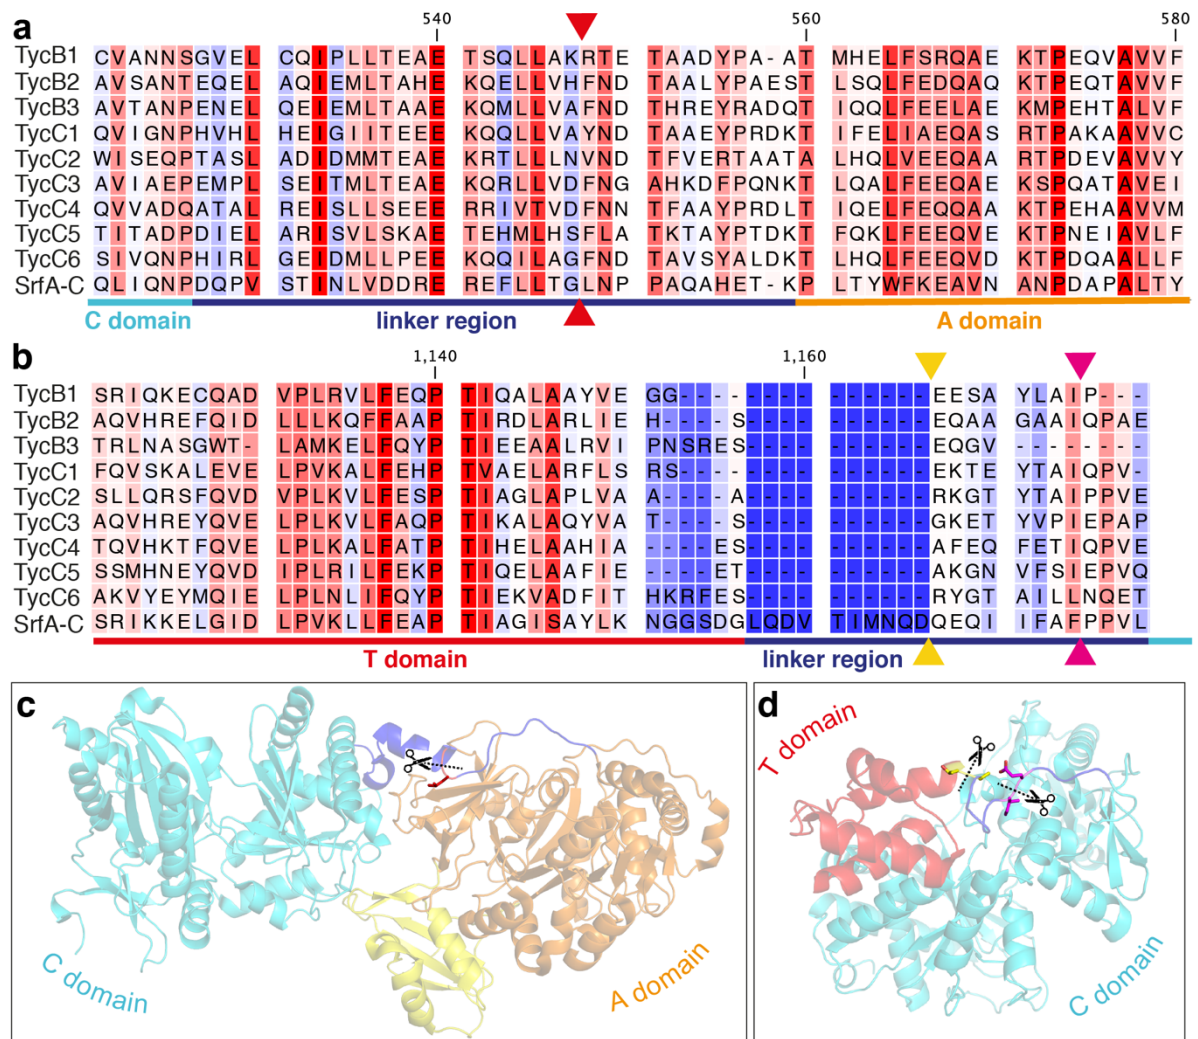 a
540 560 580
TycB1 CVANNSGVEL CQIPLLTEAE TSQLLAKRTE TAADYPA-AT MHELFSRQAE KTPEQVAVVF
TycB2 AVSANTEQEL AQIEMLTAHE KQELLVHFND TAALYPAEST LSQLFEDQAQ KTPEQTAVVF
TycB3 AVTANPENEL QEIEMLTAAE KQMLLVAFND THREYRADQT IQQLFEELAE KMPEHTALVF
TycC1 QVIGNPHVHL HEIGIITEEE KQQLLVAYND TAAEYPRDKT IFELIAEQAS RTPAKAAVVC
TycC2 WISEQPTASL ADIDMMTEAE KRTLLLNVND TFVERTAATA LHQLVEEQAA RTPDEVAVVY
TycC3 AVIAEPEMPL SEITMLTEAE KQRLLVDFNG AHKDFPQNKT LQALFEEQAE KSPQATAVEI
TycC4 QVVADQATAL REISLLSEEE RRIVTVDFNN TFAAYPRDLT IQELFEQQAA KTPEHAAVVM
TycC5 TITADPDIEL ARISVLSKAE TEHMLHSFLA TKTAYPTDKT FQKLFEEQVE KTPNEIAVLF
TycC6 SIVQNPHIRL GEIDMLLPEE KQQILAGFND TAVSYALDKT LHQLFEEQVD KTPDQAALLF
SrfA-C QLIQNPDQPV STINLVDDRE REFLLTGLNP PAQAHET-KP LTYWFKEAVN ANPDAPALTY
C domain linker region A domain
b
1,140 1,160
TycB1 SRIQKECQAD VPLRVLFEQP TIQALAAYVE GG---- ---- ------EESA YLAIP---
TycB2 AQVHREFQID LLLKQFFAAP TIRDLARLIE H----S---- ------EQAA GAAIQPAE
TycB3 TRLNASGWT- LAMKELFQYP TIEEAALRVI PNSRES---- ------EQGV --------
TycC1 FQVSKALEVE LPVKALFEHP TVAELARFLS RS-------- ------EKTE YTAIQPV-
TycC2 SLLQRSFQVD VPLKVLFESP TIAGLAPLVA A----A---- ------RKGT YTAIPPVE
TycC3 AQVHREYQVE LPLKVLFAQP TIKALAQYVA T----S---- ------GKET YVPIEPAP
TycC4 TQVHKTFQVE LPLKALFATP TIHELAAHIA ----ES---- ------AFEQ FETIQPVE
TycC5 SSMHNEYQVD IPLRILFEKP TIQELAAFIE ----ET---- ------AKGN VFSIEPVQ
TycC6 AKVYEYMQIE LPLNLIFQYP TIEKVADFIT HKRFES---- ------RYGT AILLNQET
SrfA-C SRIKKELGID LPVKLLFEAP TIAGISAYLK NGGSDGLQDV TIMNQDQEQI IFAFPPVL
T domain linker region
c
C domain
A domain
d
T domain
C domain